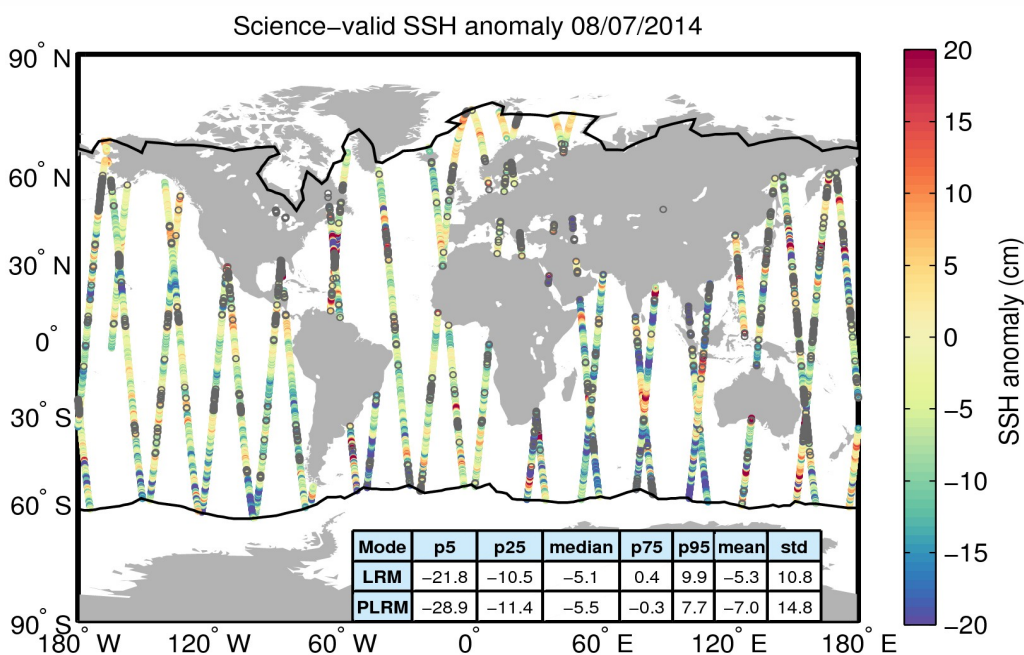 Science−valid SSH anomaly 08/07/2014
90° N
60° N
30° N
0°
30° S
60° S
90° S
180° W
120° W
60° W
0°
60° E
120° E
180° E
20
15
10
5
0
−5
−10
−15
−20
SSH anomaly (cm)
Mode p5 p25 median p75 p95 mean std
LRM −21.8 −10.5 −5.1 0.4 9.9 −5.3 10.8
PLRM −28.9 −11.4 −5.5 −0.3 7.7 −7.0 14.8